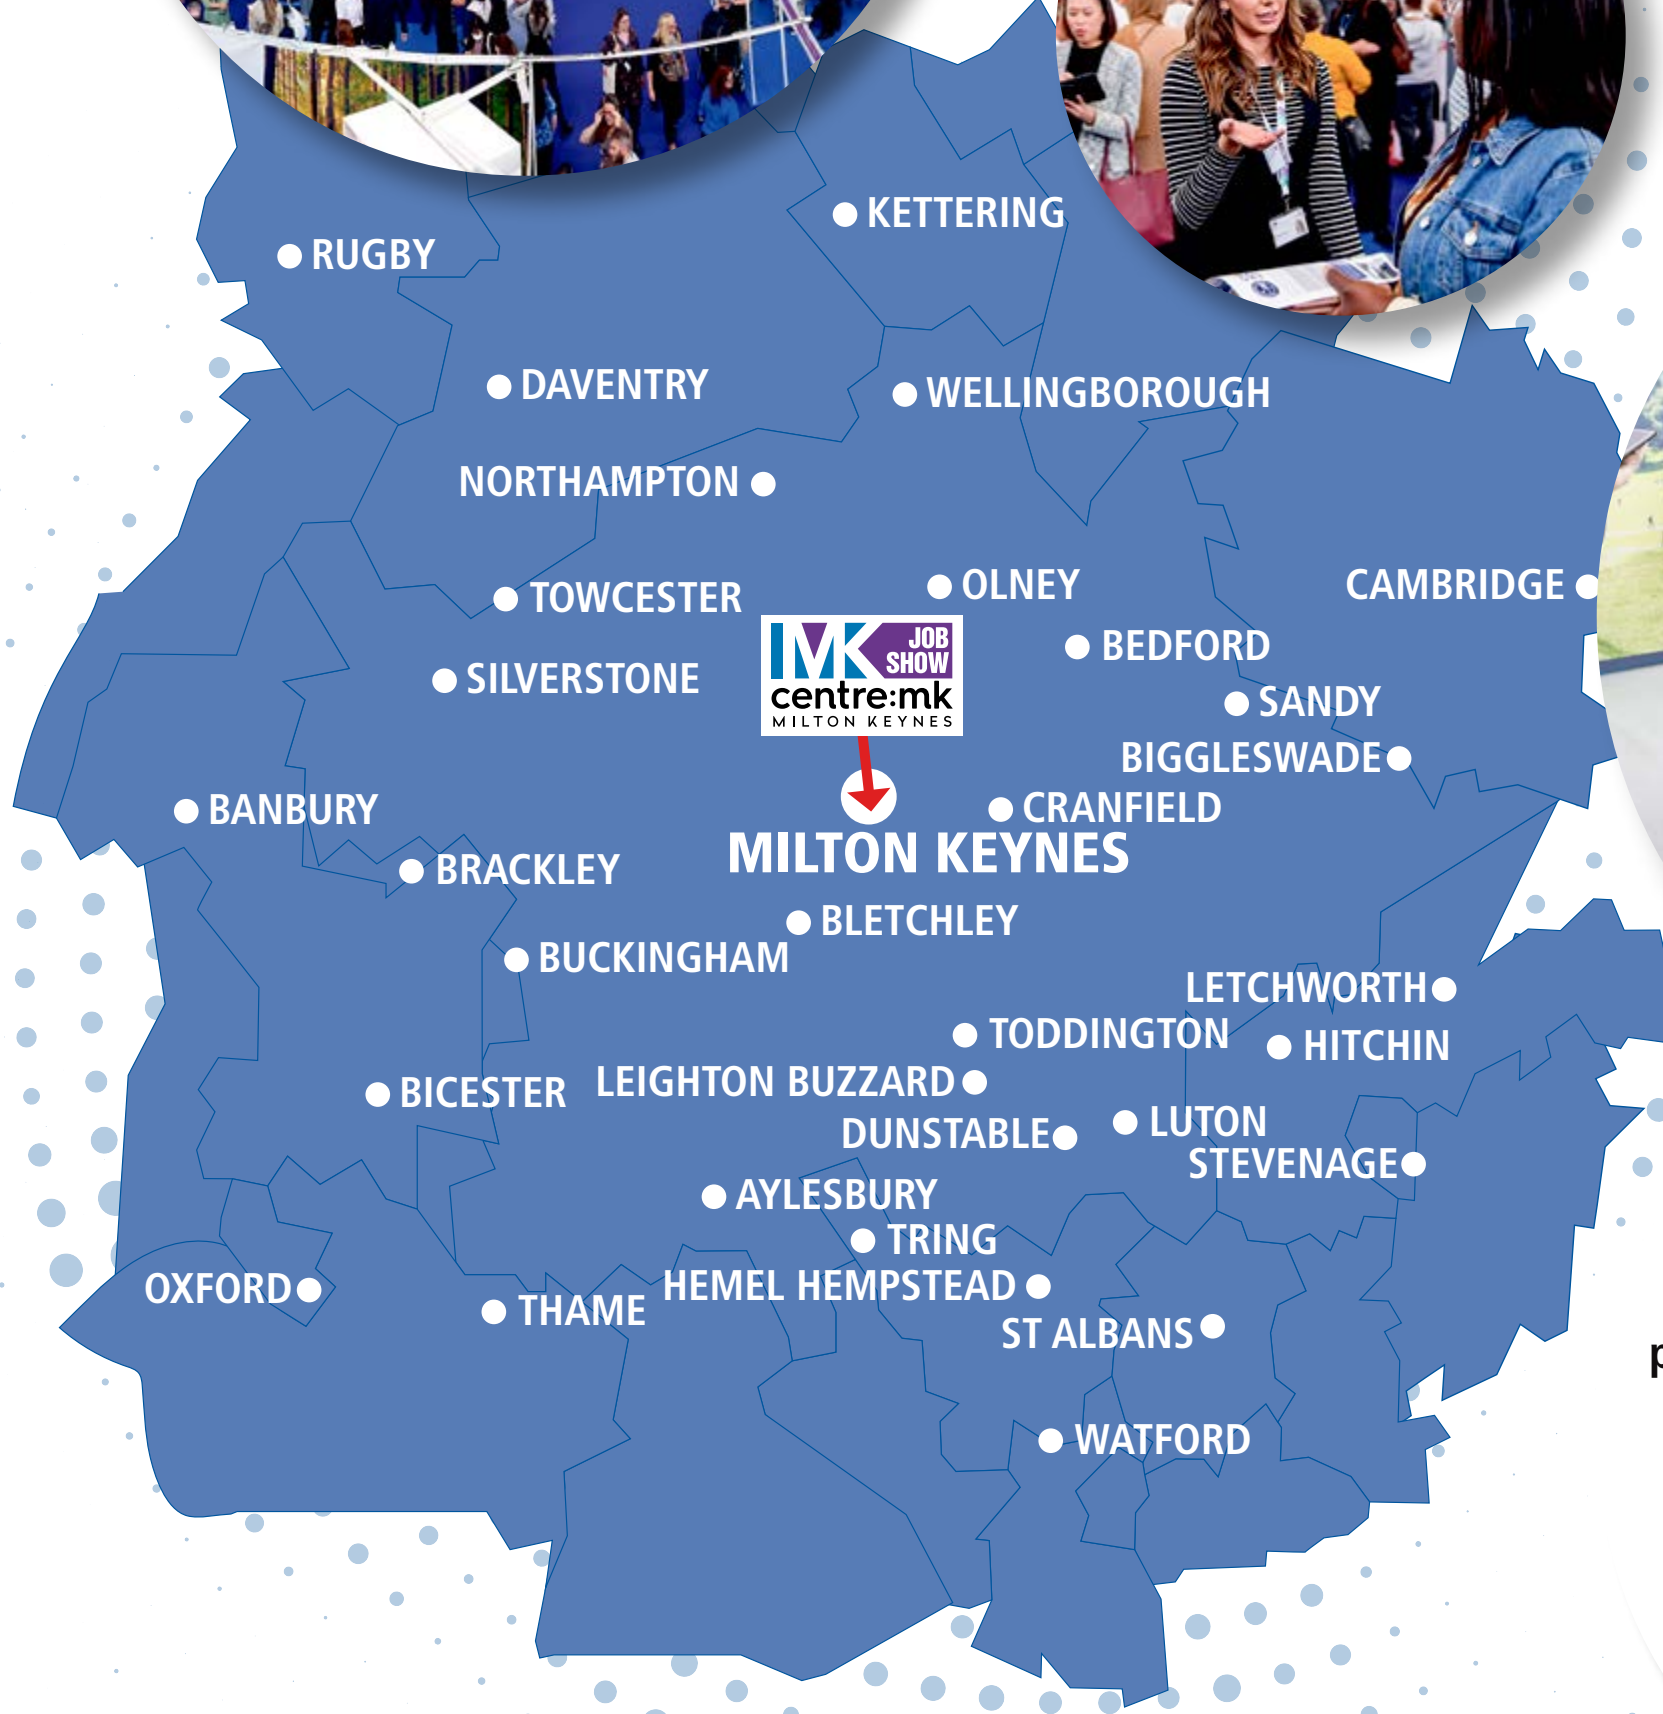 KETTERING
RUGBY
DAVENTRY
WELLINGBOROUGH
NORTHAMPTON
TOWCESTER
OLNEY
CAMBRIDGE
MK JOB
SHOW
centre:mk
MILTON KEYNES
BEDFORD
SILVERSTONE
SANDY
BIGGLESWADE
BANBURY
CRANFIELD
MILTON KEYNES
BRACKLEY
BLETCHLEY
BUCKINGHAM
LETCHWORTH
TODDINGTON
HITCHIN
LEIGHTON BUZZARD
BICESTER
LUTON
DUNSTABLE
STEVENAGE
AYLESBURY
TRING
HEMEL HEMPSTEAD
OXFORD
THAME
ST ALBANS
p
WATFORD